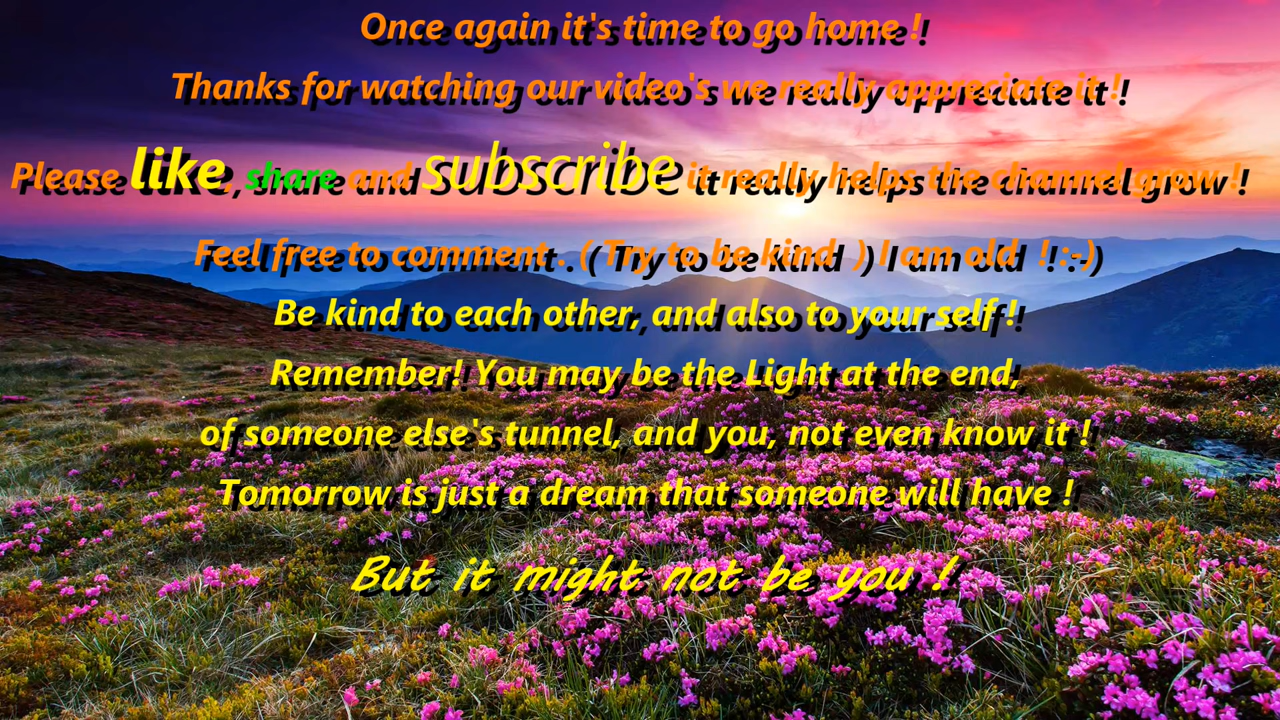 Once again it's time to go home !
Thanks for watching our video's we really appreciate it !
Please like, share and subscribe it really helps the channel grow !
Feel free to comment . ( Try to be kind ) I am old ! :-)
Be kind to each other, and also to your self !
Remember! You may be the Light at the end,
of someone else's tunnel, and you, not even know it !
Tomorrow is just a dream that someone will have !
But it might not be you !